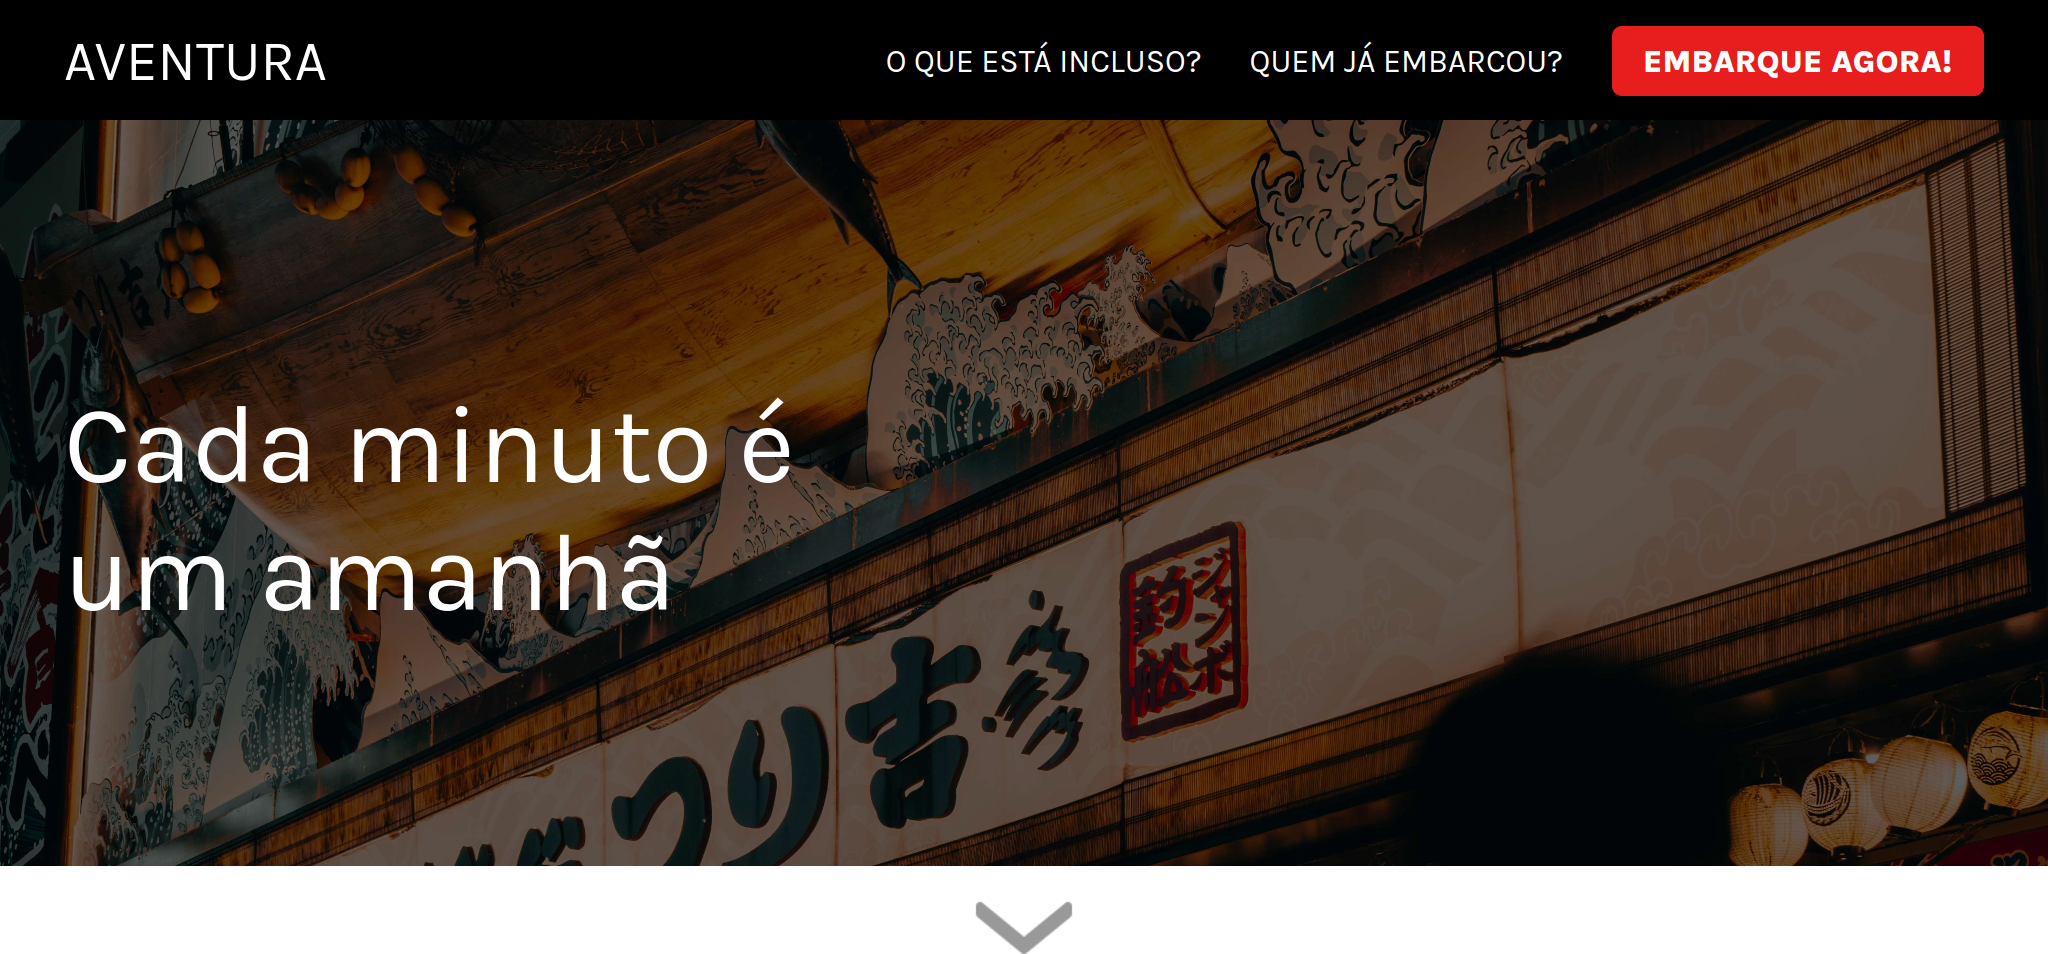 AVENTURA
O QUE ESTÁ INCLUSO?
QUEM JÁ EMBARCOU?
EMBARQUE AGORA!
Cada minuto é
um amanhã
つり吉
ジャンボ
釣船